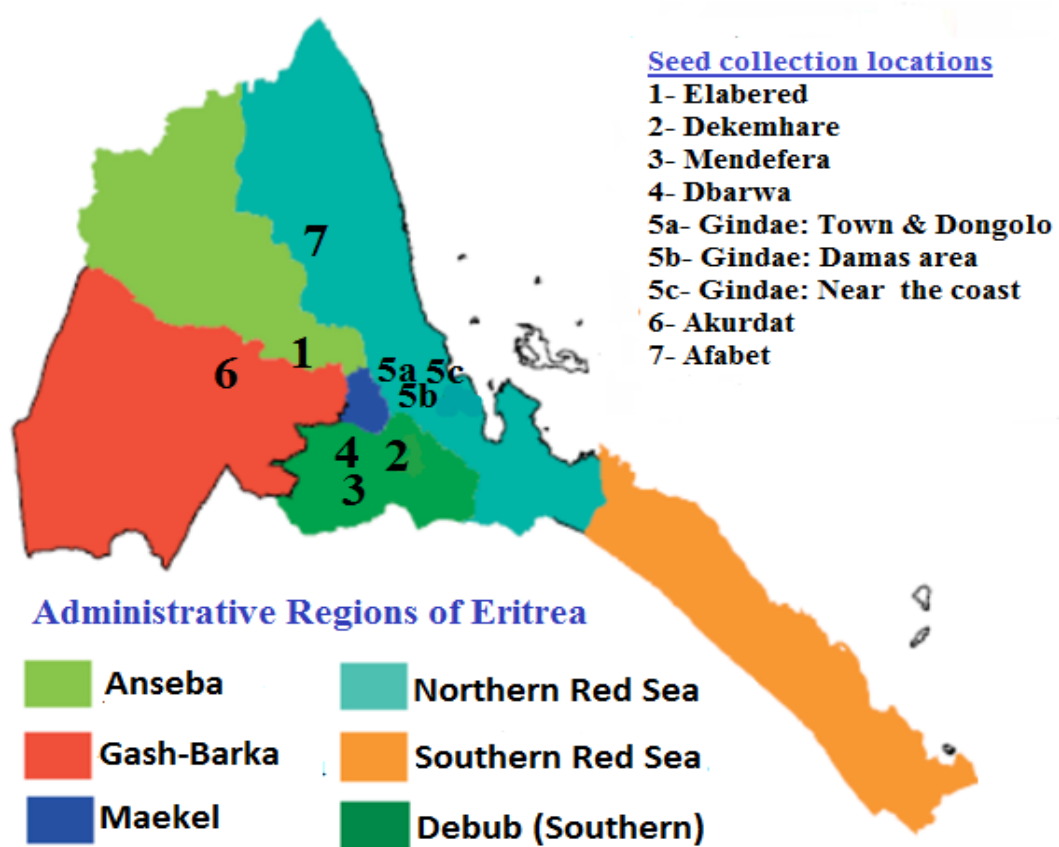 Seed collection locations
1- Elabered
2- Dekemhare
3- Mendefera
4- Dbarwa
5a- Gindae: Town & Dongolo
5b- Gindae: Damas area
5c- Gindae: Near the coast
6- Akurdat
7- Afabet
7
1
6
5a 5c
5b
4 2
3
Administrative Regions of Eritrea
Anseba
Northern Red Sea
Gash-Barka
Southern Red Sea
Maekel
Debub (Southern)